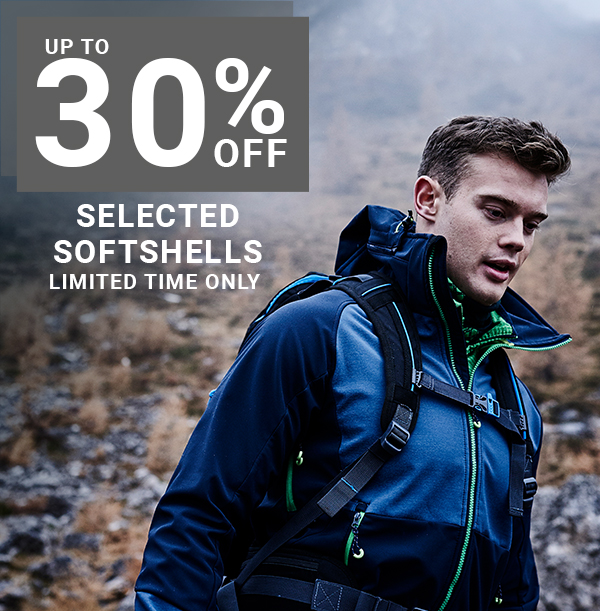 UP TO
30%
OFF
SELECTED
SOFTSHELLS
LIMITED TIME ONLY